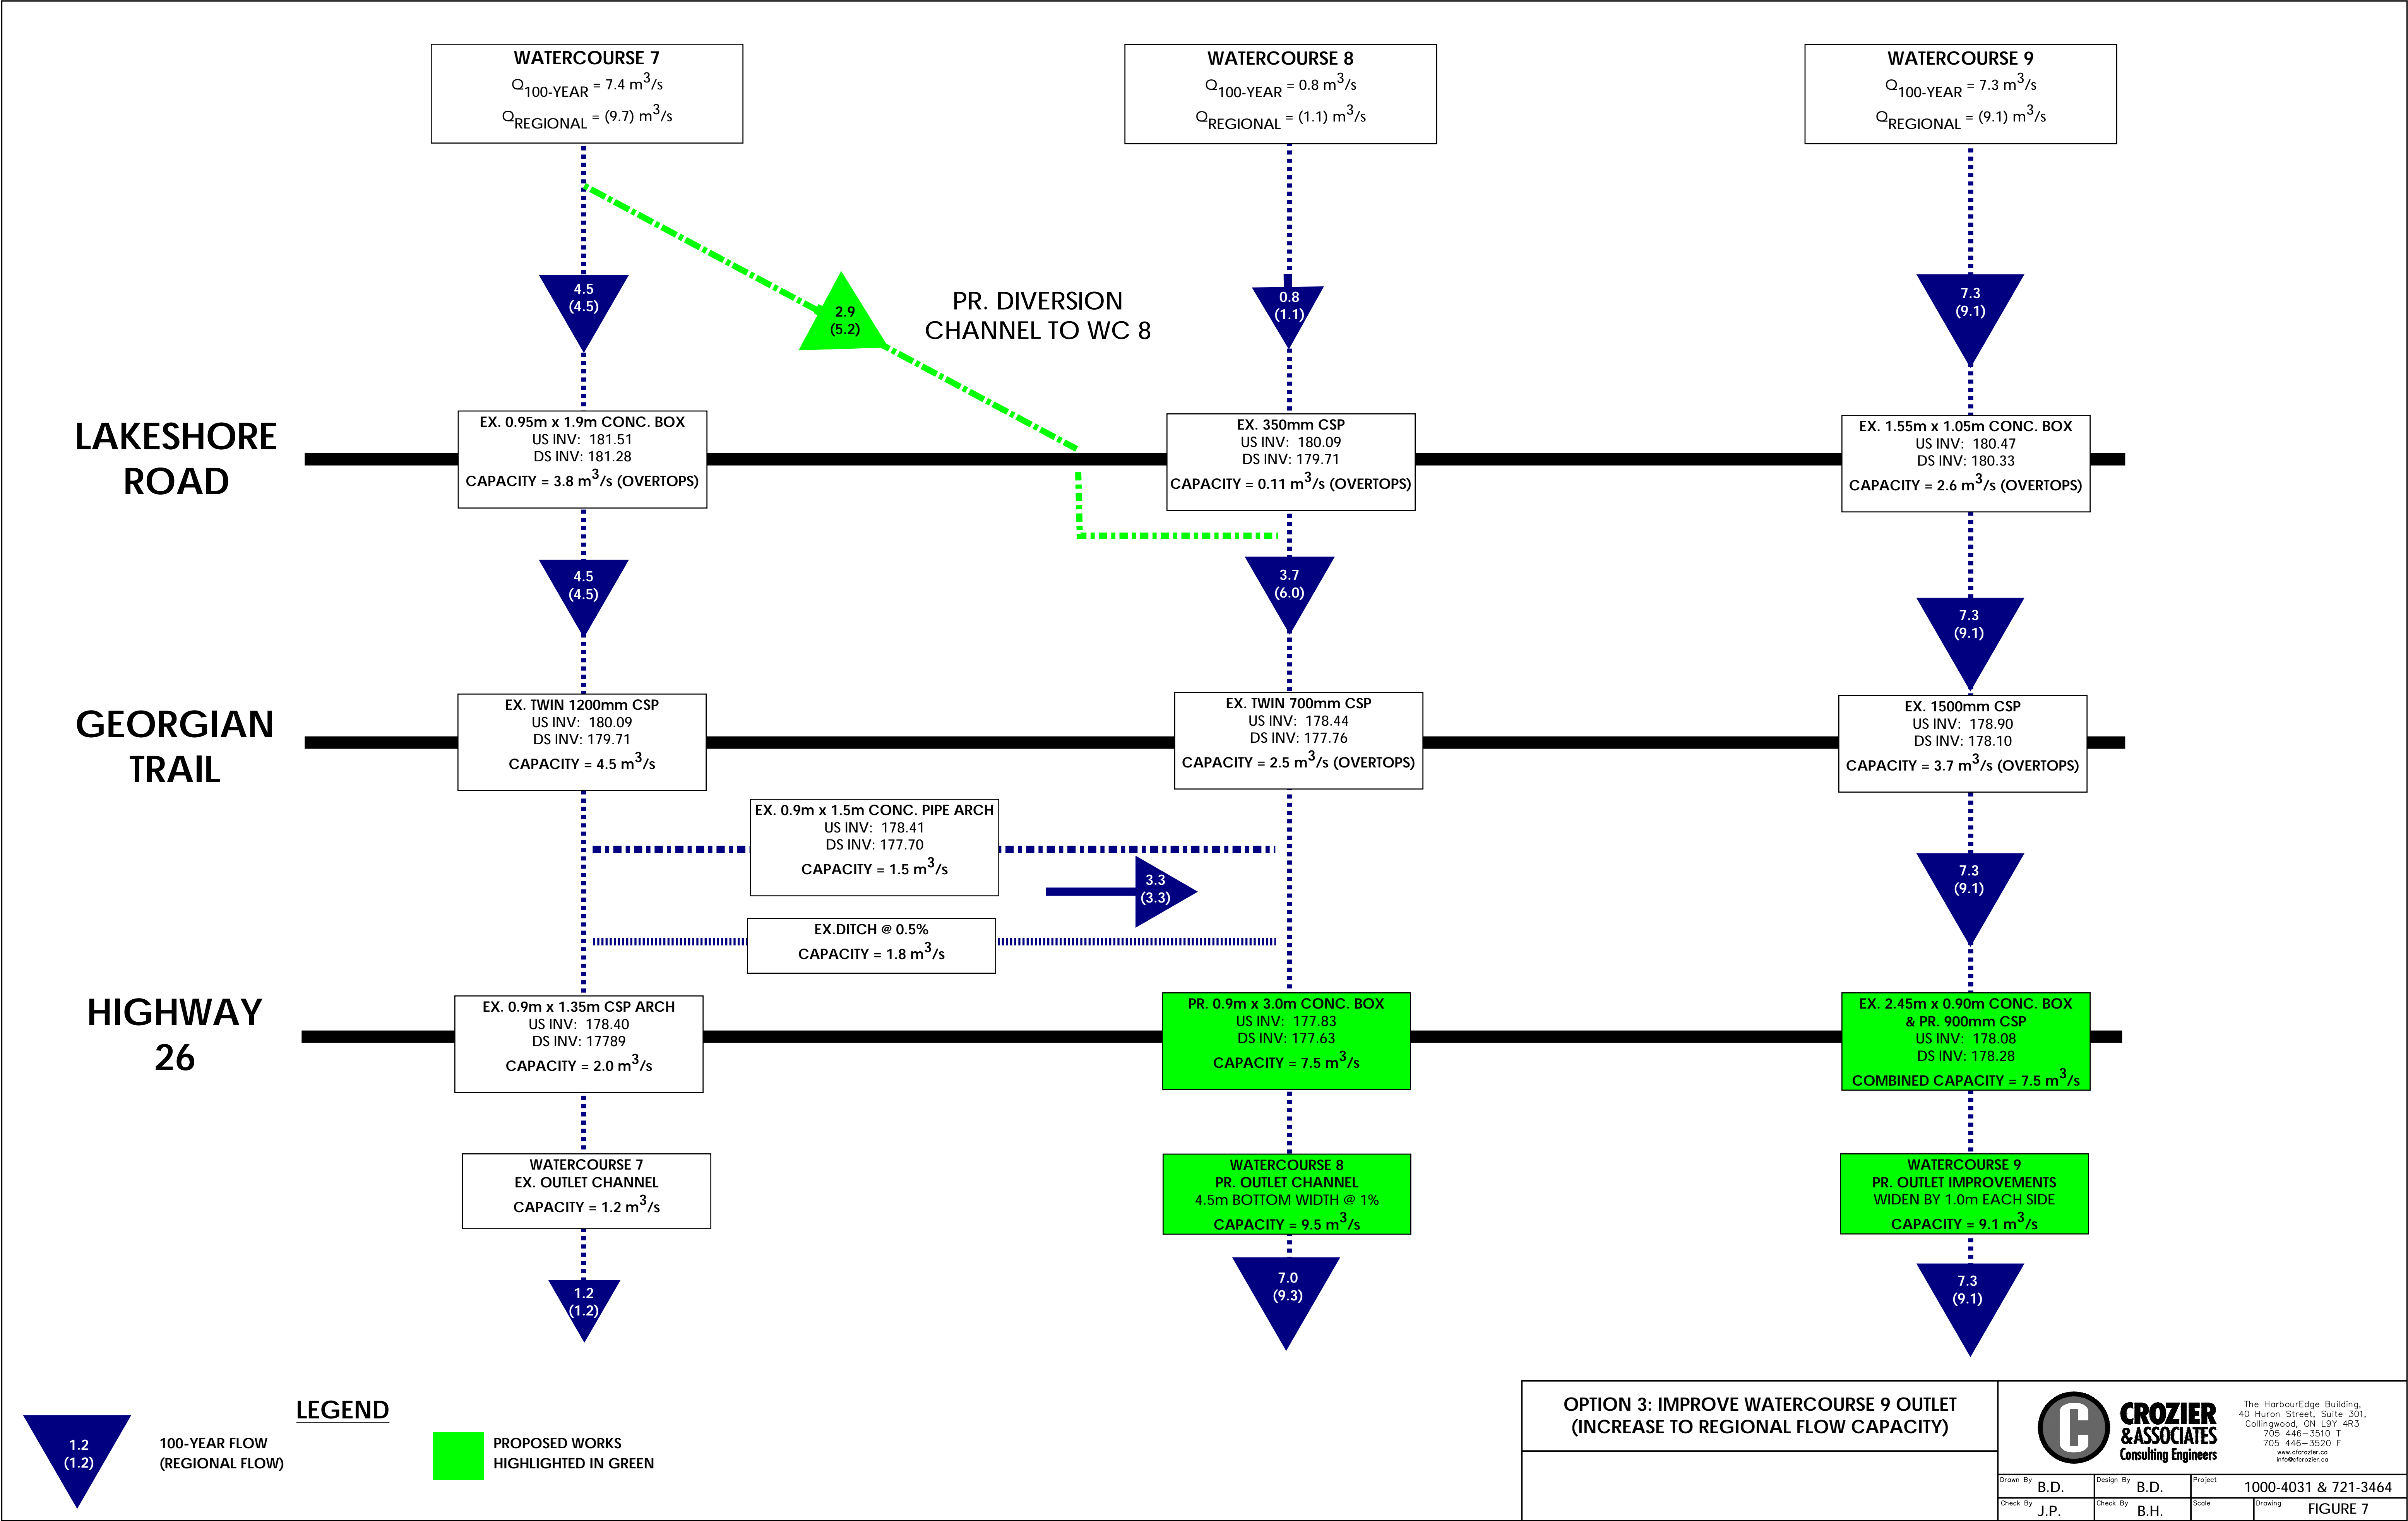 WATERCOURSE 7
Q100-YEAR = 7.4 m3/s
QREGIONAL = (9.7) m3/s
WATERCOURSE 8
Q100-YEAR = 0.8 m3/s
QREGIONAL = (1.1) m3/s
WATERCOURSE 9
Q100-YEAR = 7.3 m3/s
QREGIONAL = (9.1) m3/s
4.5
(4.5)
2.9
(5.2)
PR. DIVERSION
CHANNEL TO WC 8
0.8
(1.1)
7.3
(9.1)
LAKESHORE
ROAD
EX. 0.95m x 1.9m CONC. BOX
US INV: 181.51
DS INV: 181.28
CAPACITY = 3.8 m3/s (OVERTOPS)
EX. 350mm CSP
US INV: 180.09
DS INV: 179.71
CAPACITY = 0.11 m3/s (OVERTOPS)
EX. 1.55m x 1.05m CONC. BOX
US INV: 180.47
DS INV: 180.33
CAPACITY = 2.6 m3/s (OVERTOPS)
4.5
(4.5)
3.7
(6.0)
7.3
(9.1)
GEORGIAN
TRAIL
EX. TWIN 1200mm CSP
US INV: 180.09
DS INV: 179.71
CAPACITY = 4.5 m3/s
EX. TWIN 700mm CSP
US INV: 178.44
DS INV: 177.76
CAPACITY = 2.5 m3/s (OVERTOPS)
EX. 1500mm CSP
US INV: 178.90
DS INV: 178.10
CAPACITY = 3.7 m3/s (OVERTOPS)
EX. 0.9m x 1.5m CONC. PIPE ARCH
US INV: 178.41
DS INV: 177.70
CAPACITY = 1.5 m3/s
3.3
(3.3)
7.3
(9.1)
EX.DITCH @ 0.5%
CAPACITY = 1.8 m3/s
HIGHWAY
26
EX. 0.9m x 1.35m CSP ARCH
US INV: 178.40
DS INV: 17789
CAPACITY = 2.0 m3/s
PR. 0.9m x 3.0m CONC. BOX
US INV: 177.83
DS INV: 177.63
CAPACITY = 7.5 m3/s
EX. 2.45m x 0.90m CONC. BOX
& PR. 900mm CSP
US INV: 178.08
DS INV: 178.28
COMBINED CAPACITY = 7.5 m3/s
WATERCOURSE 7
EX. OUTLET CHANNEL
CAPACITY = 1.2 m3/s
WATERCOURSE 8
PR. OUTLET CHANNEL
4.5m BOTTOM WIDTH @ 1%
CAPACITY = 9.5 m3/s
WATERCOURSE 9
PR. OUTLET IMPROVEMENTS
WIDEN BY 1.0m EACH SIDE
CAPACITY = 9.1 m3/s
1.2
(1.2)
7.0
(9.3)
7.3
(9.1)
LEGEND
1.2
(1.2)
100-YEAR FLOW
(REGIONAL FLOW)
PROPOSED WORKS
HIGHLIGHTED IN GREEN
OPTION 3: IMPROVE WATERCOURSE 9 OUTLET
(INCREASE TO REGIONAL FLOW CAPACITY)
C
CROZIER
&ASSOCIATES
Consulting Engineers
The HarbourEdge Building,
40 Huron Street, Suite 301,
Collingwood, ON L9Y 4R3
705 446-3510 T
705 446-3520 F
www.cfcrozier.ca
info@cfcrozier.ca
Drawn By B.D.
Design By B.D.
Project 1000-4031 & 721-3464
Check By J.P.
Check By B.H.
Scale
Drawing FIGURE 7